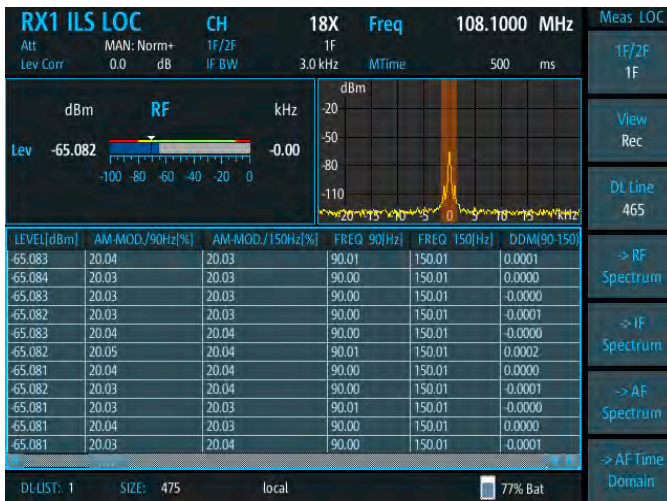 RX1 ILS LOC CH 18X Freq 108.1000 MHz
Att MAN: Norm+ 1F/2F 1F
Lev Corr 0.0 dB IF BW 3.0 kHz MTime 500 ms
Meas LOC
1F/2F
1F
View
Rec
DL Line
465
-> RF
Spectrum
-> IF
Spectrum
-> AF
Spectrum
-> AF Time
Domain
dBm RF kHz
Lev -65.082 -0.00
-100 -80 -60 -40 -20 0
dBm
-20
-50
-80
-110
-20 -15 -10 -5 0 5 10 15 kHz
LEVEL[dBm] AM-MOD./90Hz[%] AM-MOD./150Hz[%] FREQ 90[Hz] FREQ 150[Hz] DDM(90-150)
-65.083 20.04 20.03 90.01 150.01 0.0001
-65.084 20.03 20.03 90.00 150.01 0.0000
-65.083 20.03 20.03 90.00 150.01 -0.0000
-65.082 20.03 20.04 90.00 150.01 -0.0001
-65.083 20.04 20.04 90.00 150.01 -0.0000
-65.082 20.05 20.04 90.01 150.01 0.0002
-65.081 20.04 20.04 90.00 150.01 0.0000
-65.082 20.03 20.04 90.00 150.01 -0.0001
-65.081 20.03 20.03 90.01 150.01 -0.0000
-65.081 20.04 20.03 90.00 150.01 0.0000
-65.081 20.03 20.04 90.00 150.01 -0.0001
DL-LIST: 1 SIZE: 475 local 77% Bat